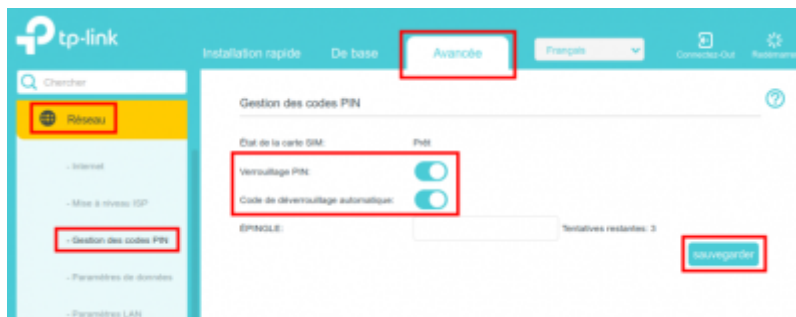 tp-link
Installation rapide De base Avancée Français Connectez-Out Redémarrer
Chercher
Réseau
- Internet
- Mise à niveau ISP
- Gestion des codes PIN
- Paramètres de données
- Paramètres LAN
Gestion des codes PIN
État de la carte SIM: Prêt
Verrouillage PIN:
Code de déverrouillage automatique:
ÉPINGLE: Tentatives restantes: 3
sauvegarder